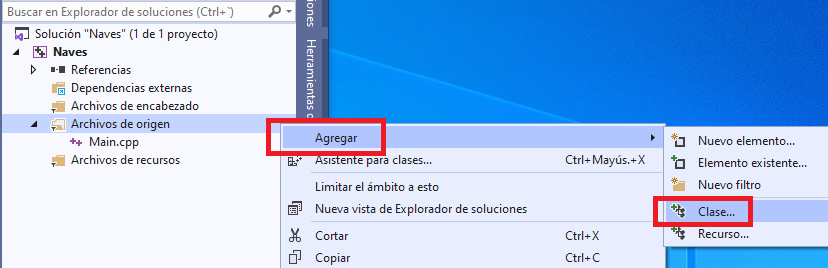 Buscar en Explorador de soluciones (Ctrl+`)
Solución "Naves" (1 de 1 proyecto)
Naves
Referencias
Dependencias externas
Archivos de encabezado
Archivos de origen
Main.cpp
Archivos de recursos
Herramientas
Agregar
Asistente para clases... Ctrl+Mayús.+X
Limitar el ámbito a esto
Nueva vista de Explorador de soluciones
Cortar Ctrl+X
Copiar Ctrl+C
Nuevo elemento...
Elemento existente...
Nuevo filtro
Clase...
Recurso...